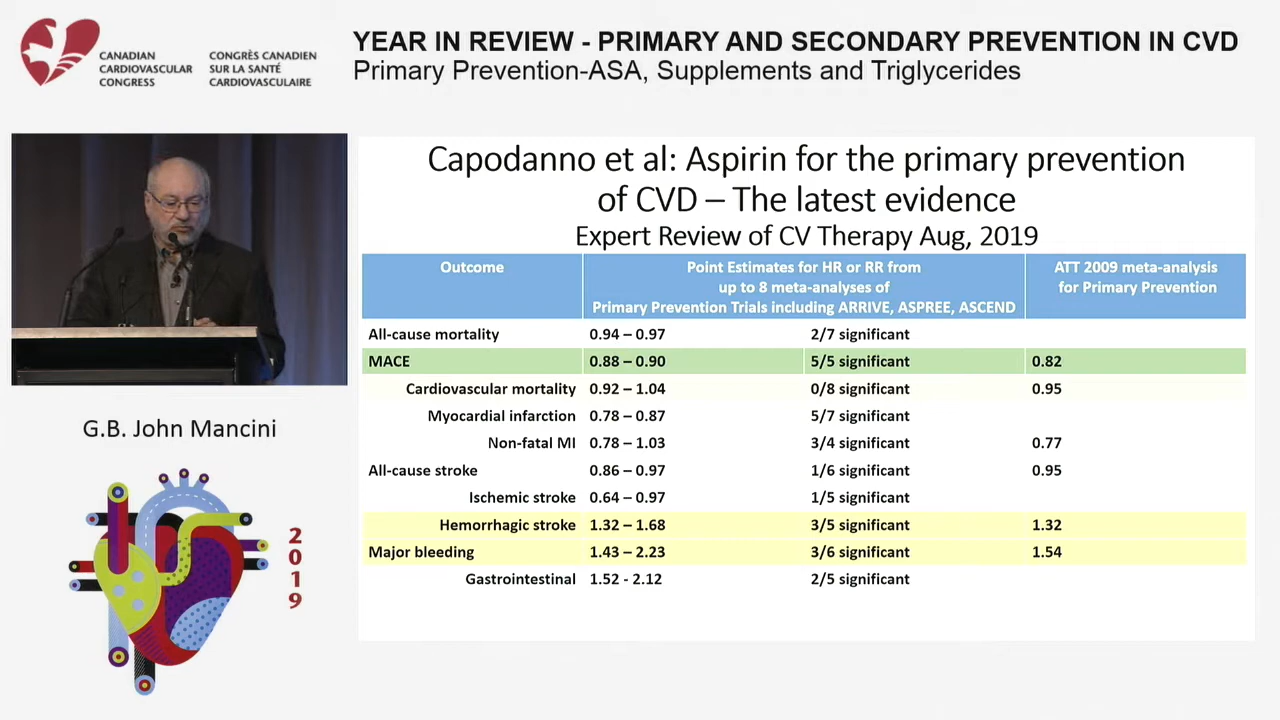 CANADIAN
CARDIOVASCULAR
CONGRESS
CONGRÈS CANADIEN
SUR LA SANTÉ
CARDIOVASCULAIRE
YEAR IN REVIEW - PRIMARY AND SECONDARY PREVENTION IN CVD
Primary Prevention-ASA, Supplements and Triglycerides
G.B. John Mancini
2019
Capodanno et al: Aspirin for the primary prevention
of CVD – The latest evidence
Expert Review of CV Therapy Aug, 2019
Outcome
Point Estimates for HR or RR from
up to 8 meta-analyses of
Primary Prevention Trials including ARRIVE, ASPREE, ASCEND
ATT 2009 meta-analysis
for Primary Prevention
All-cause mortality 0.94 – 0.97 2/7 significant
MACE 0.88 – 0.90 5/5 significant 0.82
Cardiovascular mortality 0.92 – 1.04 0/8 significant 0.95
Myocardial infarction 0.78 – 0.87 5/7 significant
Non-fatal MI 0.78 – 1.03 3/4 significant 0.77
All-cause stroke 0.86 – 0.97 1/6 significant 0.95
Ischemic stroke 0.64 – 0.97 1/5 significant
Hemorrhagic stroke 1.32 – 1.68 3/5 significant 1.32
Major bleeding 1.43 – 2.23 3/6 significant 1.54
Gastrointestinal 1.52 - 2.12 2/5 significant